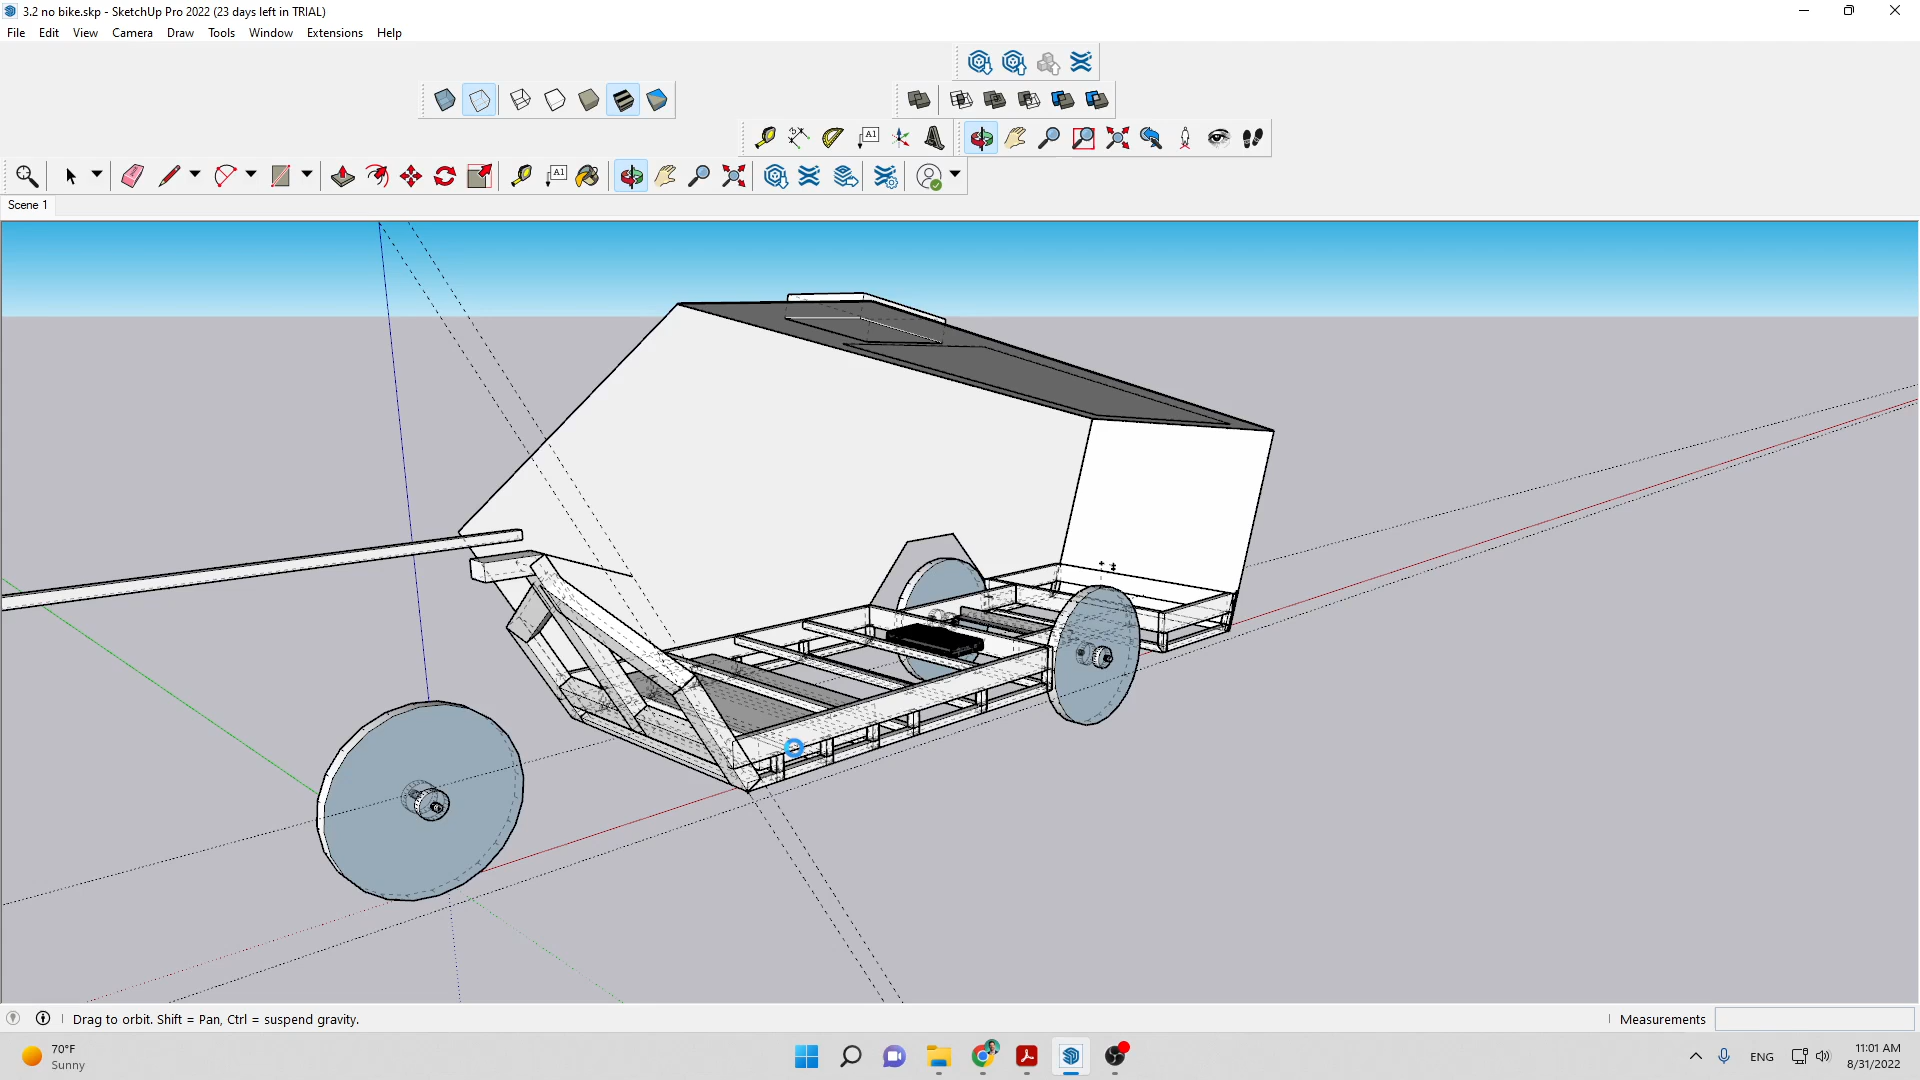 3.2 no bike.skp - SketchUp Pro 2022 (23 days left in TRIAL)
File Edit View Camera Draw Tools Window Extensions Help
A1
A1
Scene 1
Drag to orbit. Shift = Pan, Ctrl = suspend gravity.
Measurements
70°F
Sunny
ENG
11:01 AM
8/31/2022